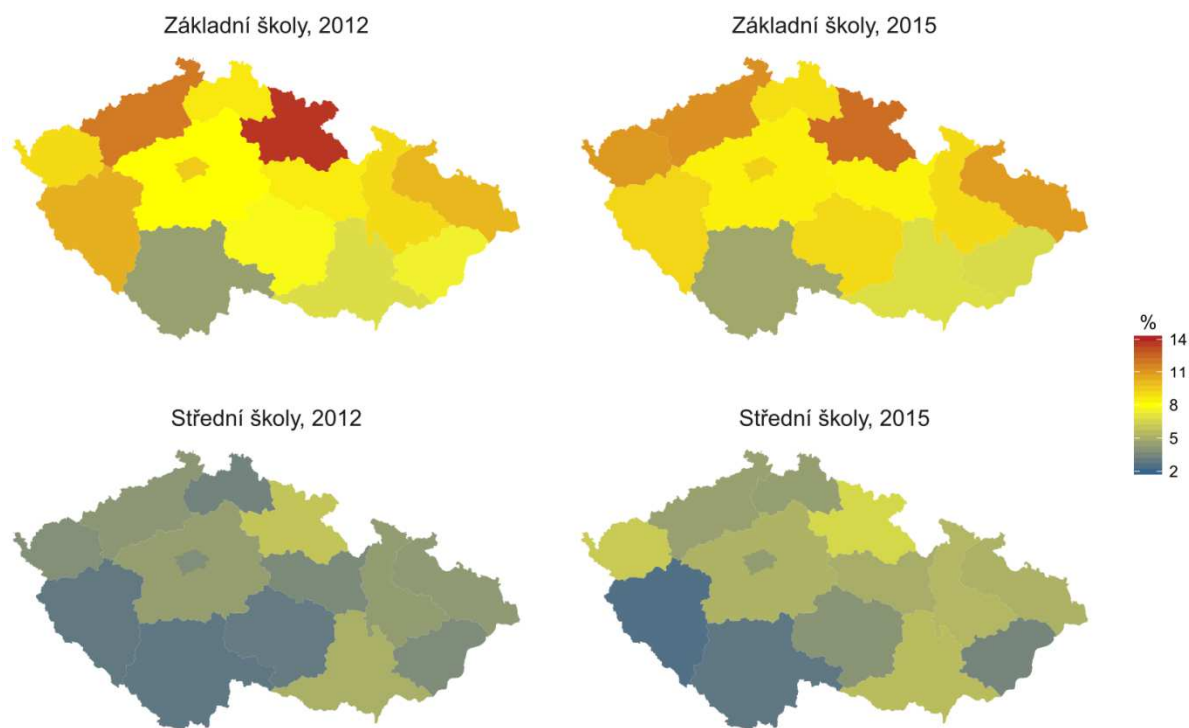 Základní školy, 2012
Základní školy, 2015
%
14
11
8
5
2
Střední školy, 2012
Střední školy, 2015